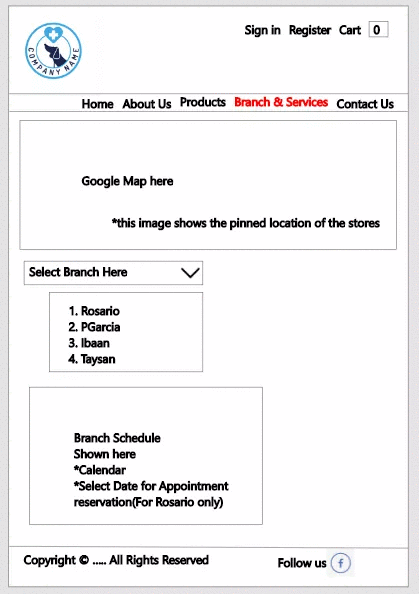 Sign in Register Cart 0
COMPANY NAME
Home About Us Products Branch & Services Contact Us
Google Map here
*this image shows the pinned location of the stores
Select Branch Here
1. Rosario
2. PGarcia
3. Ibaan
4. Taysan
Branch Schedule
Shown here
*Calendar
*Select Date for Appointment
reservation(For Rosario only)
Copyright © ..... All Rights Reserved
Follow us f